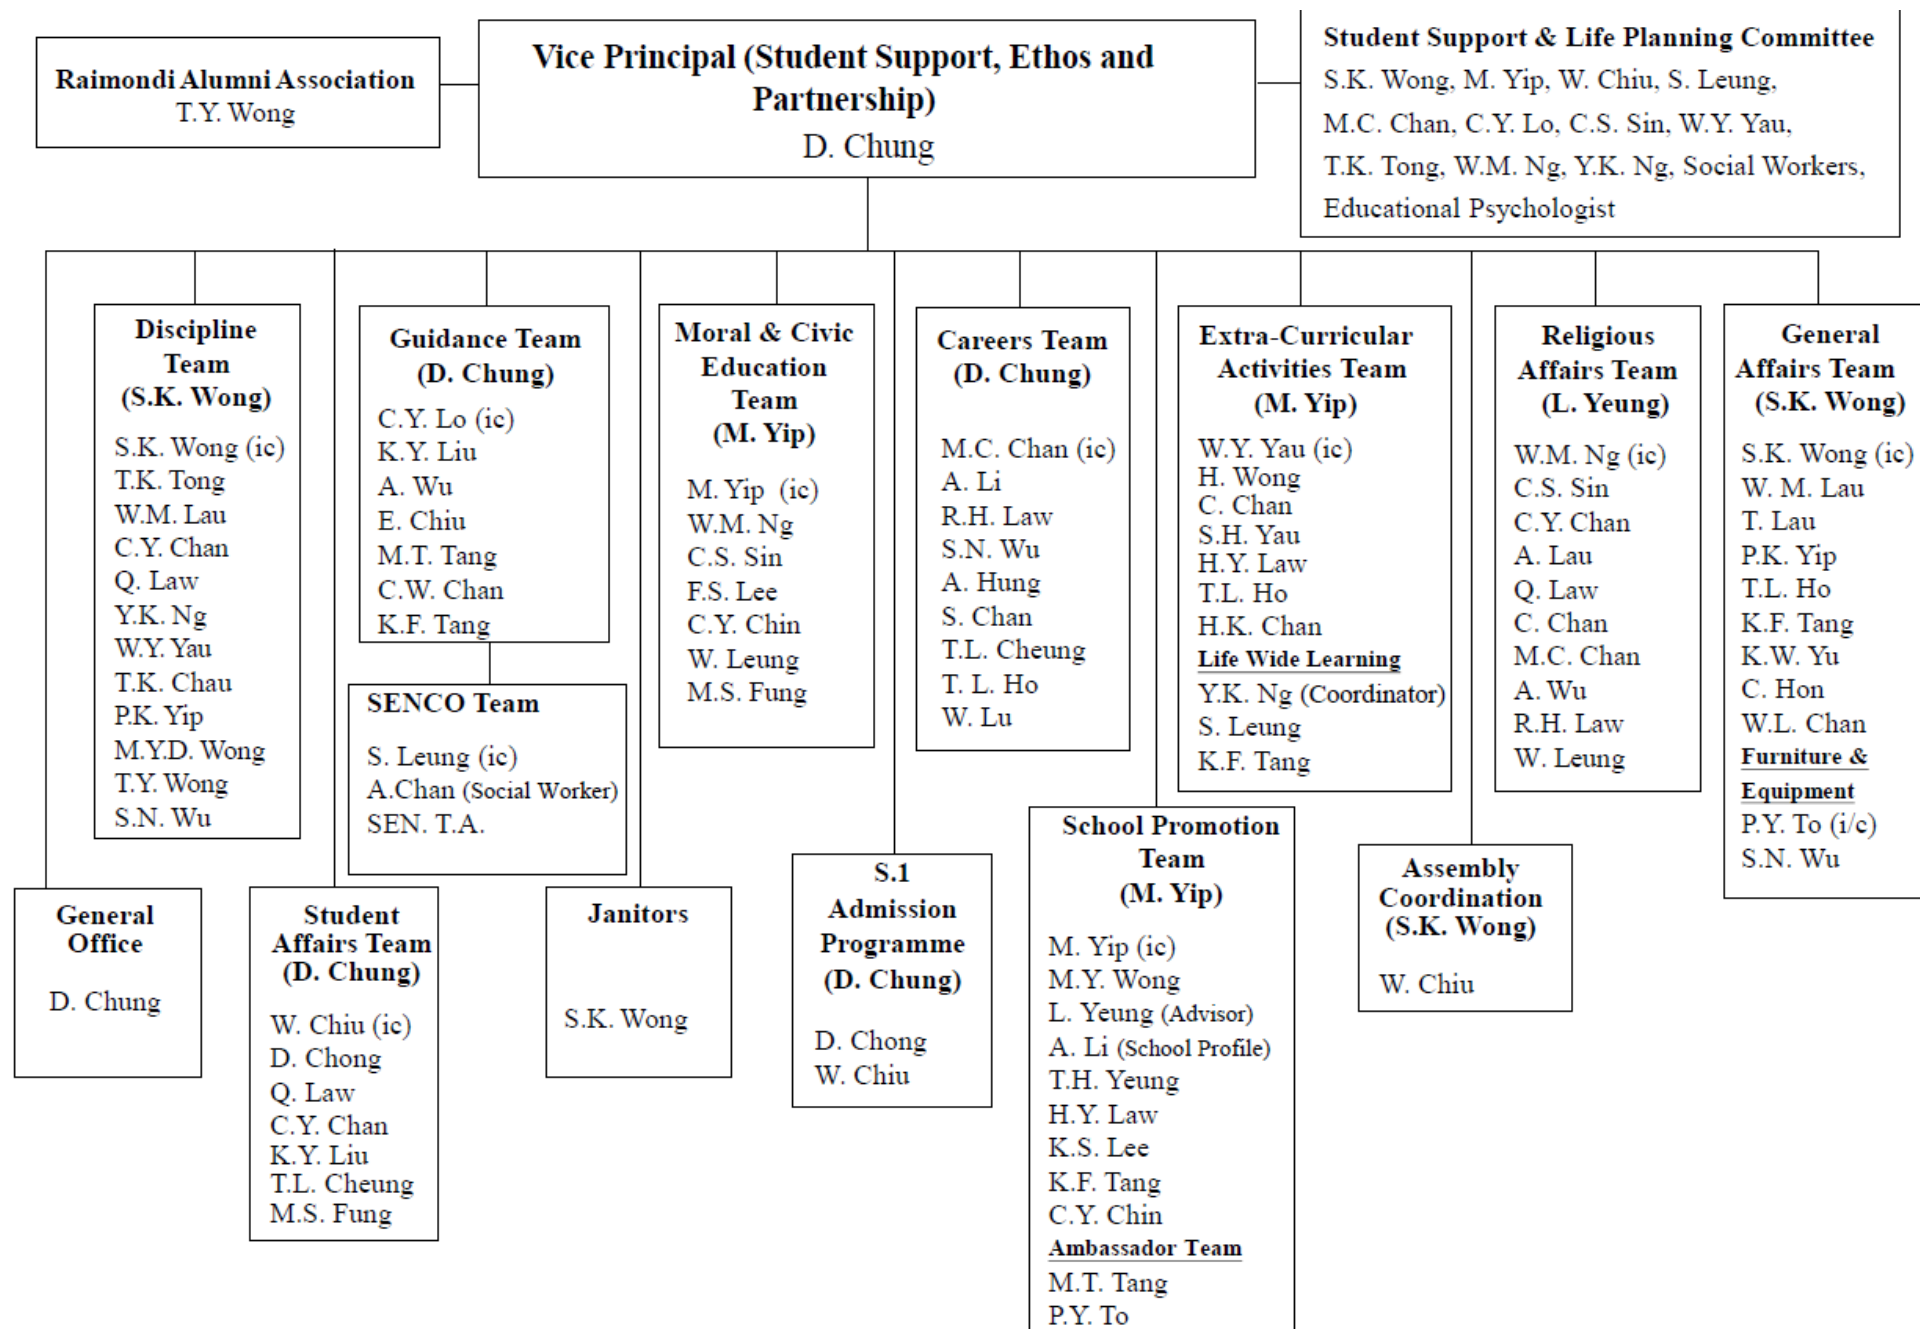 Raimondi Alumni Association
T.Y. Wong
Vice Principal (Student Support, Ethos and
Partnership)
D. Chung
Student Support & Life Planning Committee
S.K. Wong, M. Yip, W. Chiu, S. Leung,
M.C. Chan, C.Y. Lo, C.S. Sin, W.Y. Yau,
T.K. Tong, W.M. Ng, Y.K. Ng, Social Workers,
Educational Psychologist
Discipline
Team
(S.K. Wong)
S.K. Wong (ic)
T.K. Tong
W.M. Lau
C.Y. Chan
Q. Law
Y.K. Ng
W.Y. Yau
T.K. Chau
P.K. Yip
M.Y.D. Wong
T.Y. Wong
S.N. Wu
Guidance Team
(D. Chung)
C.Y. Lo (ic)
K.Y. Liu
A. Wu
E. Chiu
M.T. Tang
C.W. Chan
K.F. Tang
SENCO Team
S. Leung (ic)
A.Chan (Social Worker)
SEN. T.A.
Moral & Civic
Education
Team
(M. Yip)
M. Yip (ic)
W.M. Ng
C.S. Sin
F.S. Lee
C.Y. Chin
W. Leung
M.S. Fung
Careers Team
(D. Chung)
M.C. Chan (ic)
A. Li
R.H. Law
S.N. Wu
A. Hung
S. Chan
T.L. Cheung
T. L. Ho
W. Lu
Extra-Curricular
Activities Team
(M. Yip)
W.Y. Yau (ic)
H. Wong
C. Chan
S.H. Yau
H.Y. Law
T.L. Ho
H.K. Chan
Life Wide Learning
Y.K. Ng (Coordinator)
S. Leung
K.F. Tang
Religious
Affairs Team
(L. Yeung)
W.M. Ng (ic)
C.S. Sin
C.Y. Chan
A. Lau
Q. Law
C. Chan
M.C. Chan
A. Wu
R.H. Law
W. Leung
General
Affairs Team
(S.K. Wong)
S.K. Wong (ic)
W. M. Lau
T. Lau
P.K. Yip
T.L. Ho
K.F. Tang
K.W. Yu
C. Hon
W.L. Chan
Furniture &
Equipment
P.Y. To (i/c)
S.N. Wu
General
Office
D. Chung
Student
Affairs Team
(D. Chung)
W. Chiu (ic)
D. Chong
Q. Law
C.Y. Chan
K.Y. Liu
T.L. Cheung
M.S. Fung
Janitors
S.K. Wong
S.1
Admission
Programme
(D. Chung)
D. Chong
W. Chiu
School Promotion
Team
(M. Yip)
M. Yip (ic)
M.Y. Wong
L. Yeung (Advisor)
A. Li (School Profile)
T.H. Yeung
H.Y. Law
K.S. Lee
K.F. Tang
C.Y. Chin
Ambassador Team
M.T. Tang
P.Y. To
Assembly
Coordination
(S.K. Wong)
W. Chiu